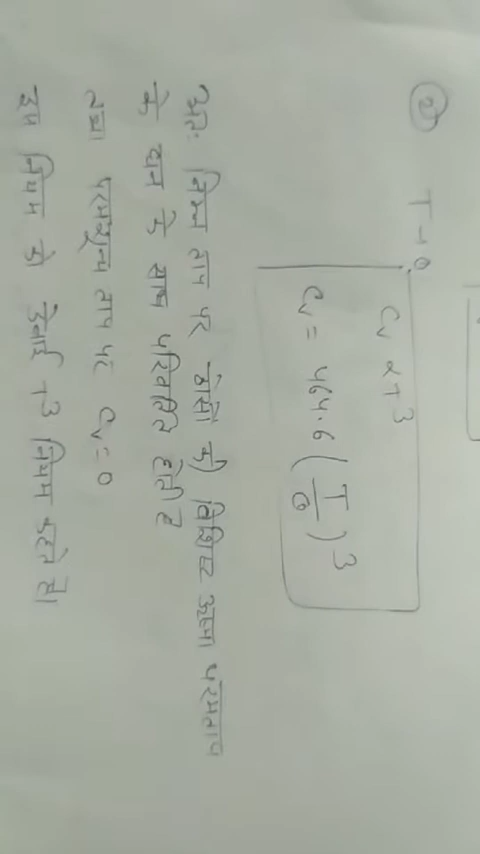 ② T→0
Cv ∝ T³
Cv = 464.6 (T/Θ)³
अतः निम्न ताप पर ठोसों की विशिष्ट ऊष्मा परमताप
के घन के साथ परिवर्तित होती है
तथा परमशून्य ताप पर Cv = 0
इस नियम को डेबाई T³ नियम कहते हैं।